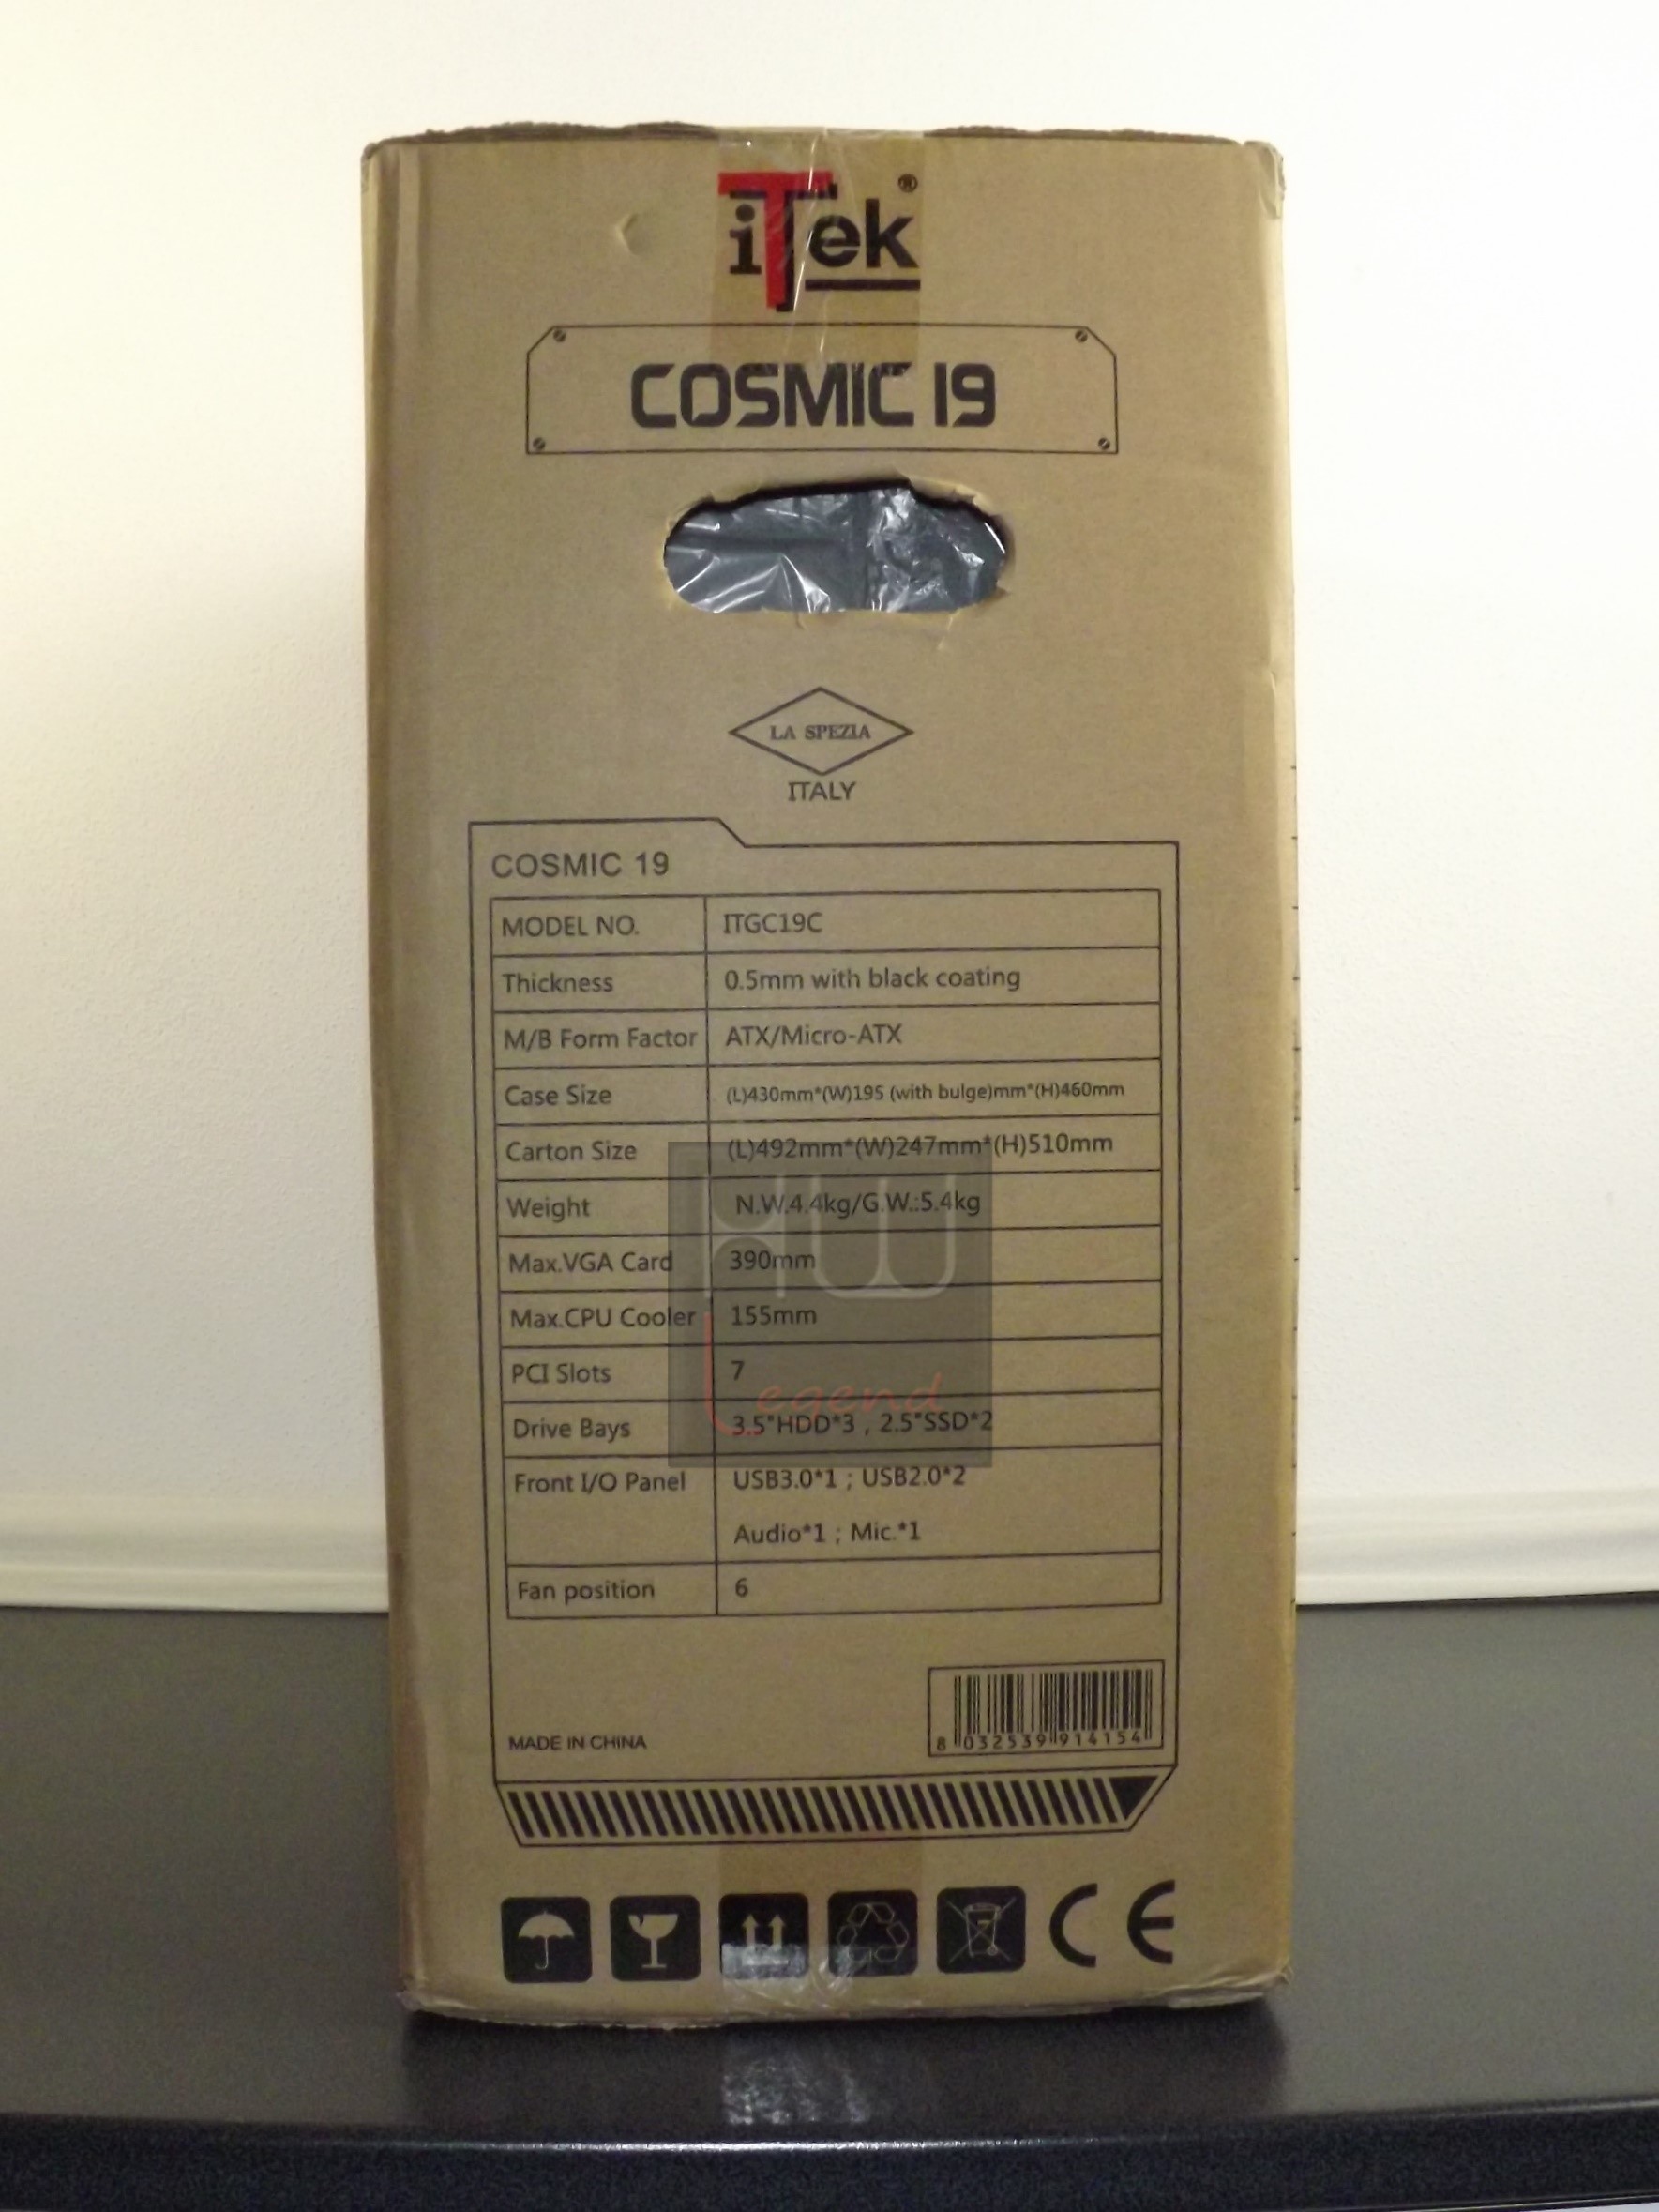 iTek®
COSMIC 19
LA SPEZIA
ITALY
COSMIC 19
MODEL NO. ITGC19C
Thickness 0.5mm with black coating
M/B Form Factor ATX/Micro-ATX
Case Size (L)430mm*(W)195 (with bulge)mm*(H)460mm
Carton Size (L)492mm*(W)247mm*(H)510mm
Weight N.W.4.4kg/G.W.:5.4kg
Max.VGA Card 390mm
Max.CPU Cooler 155mm
PCI Slots 7
Drive Bays 3.5"HDD*3 , 2.5"SSD*2
Front I/O Panel USB3.0*1 ; USB2.0*2
Audio*1 ; Mic.*1
Fan position 6
MADE IN CHINA
8 032539 914154
CE
HW
Legend